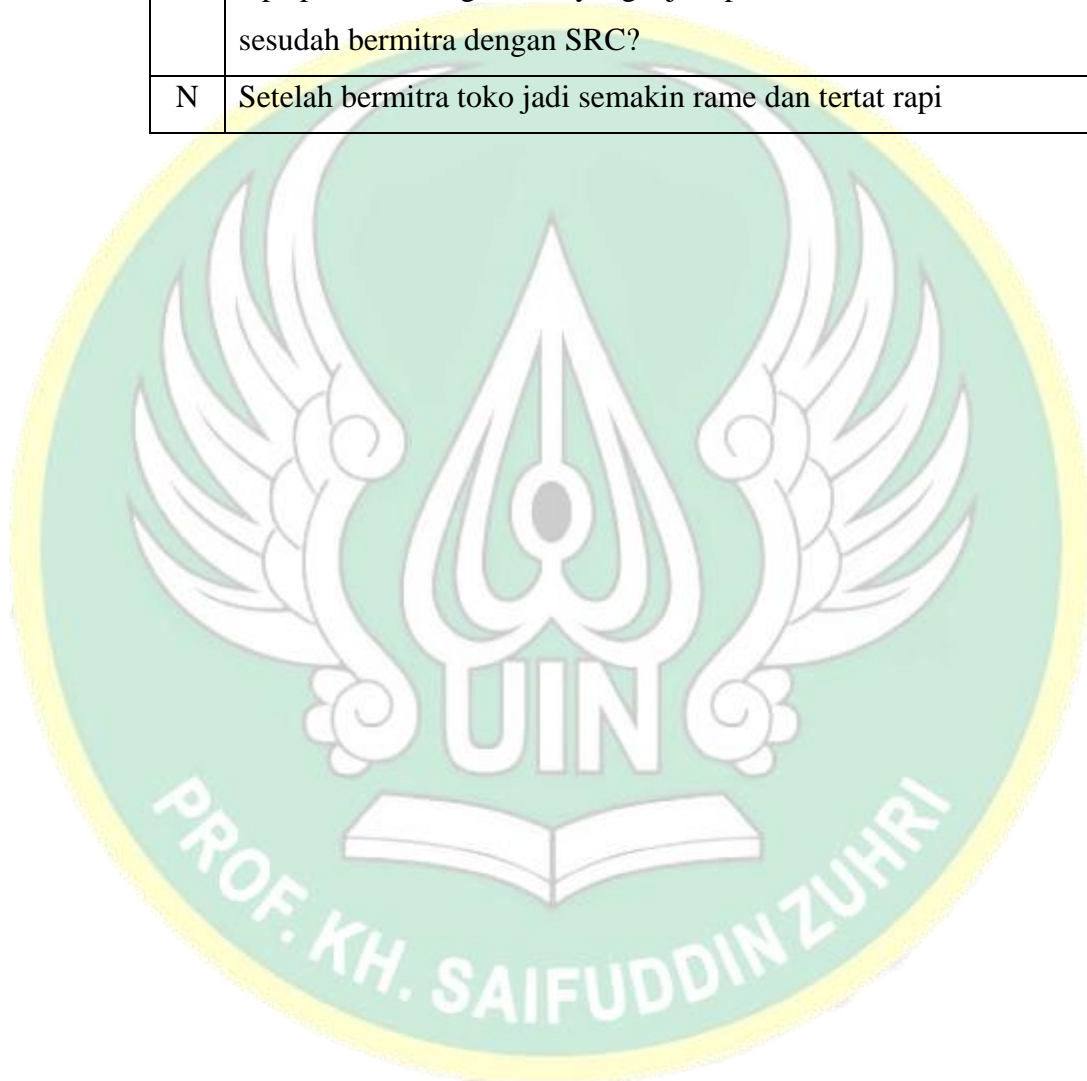 sesudah bermitra dengan SRC?
N Setelah bermitra toko jadi semakin rame dan tertat rapi
UIN
PROF. KH. SAIFUDDIN ZUHRI